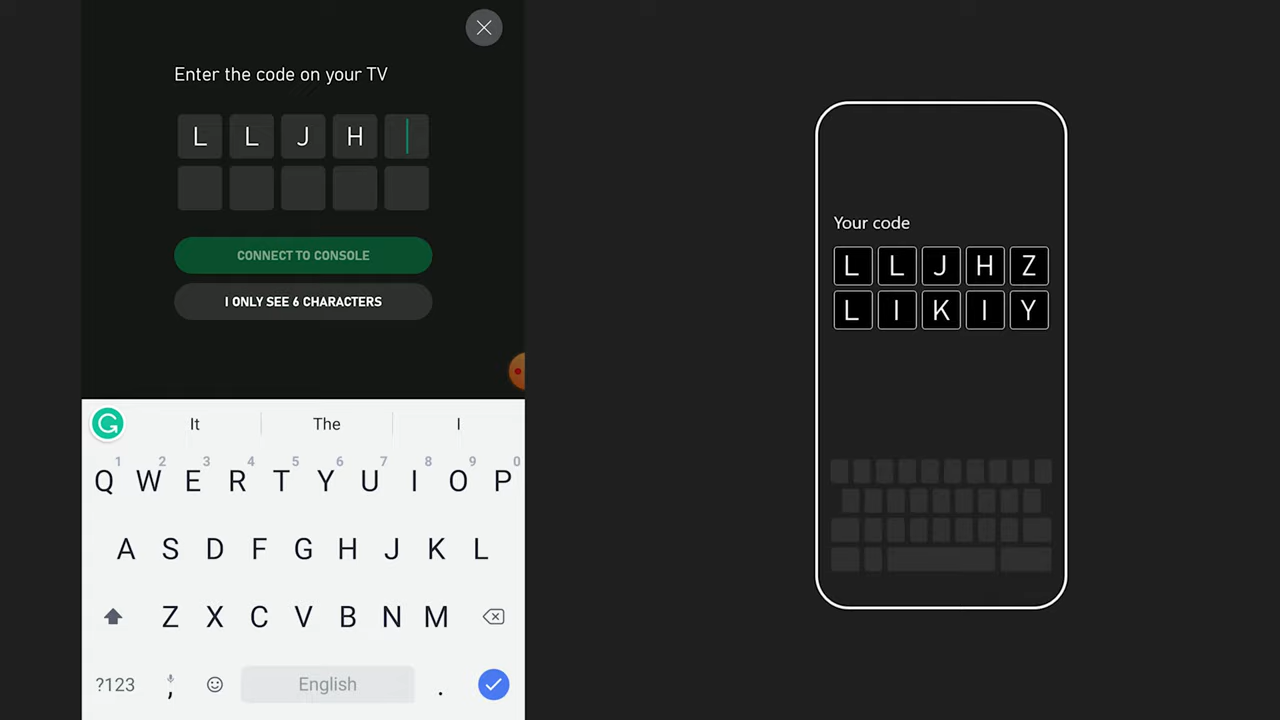 Enter the code on your TV
L L J H
CONNECT TO CONSOLE
I ONLY SEE 6 CHARACTERS
It The I
1 2 3 4 5 6 7 8 9 0
Q W E R T Y U I O P
A S D F G H J K L
Z X C V B N M
?123 , English .
Your code
L L J H Z
L I K I Y